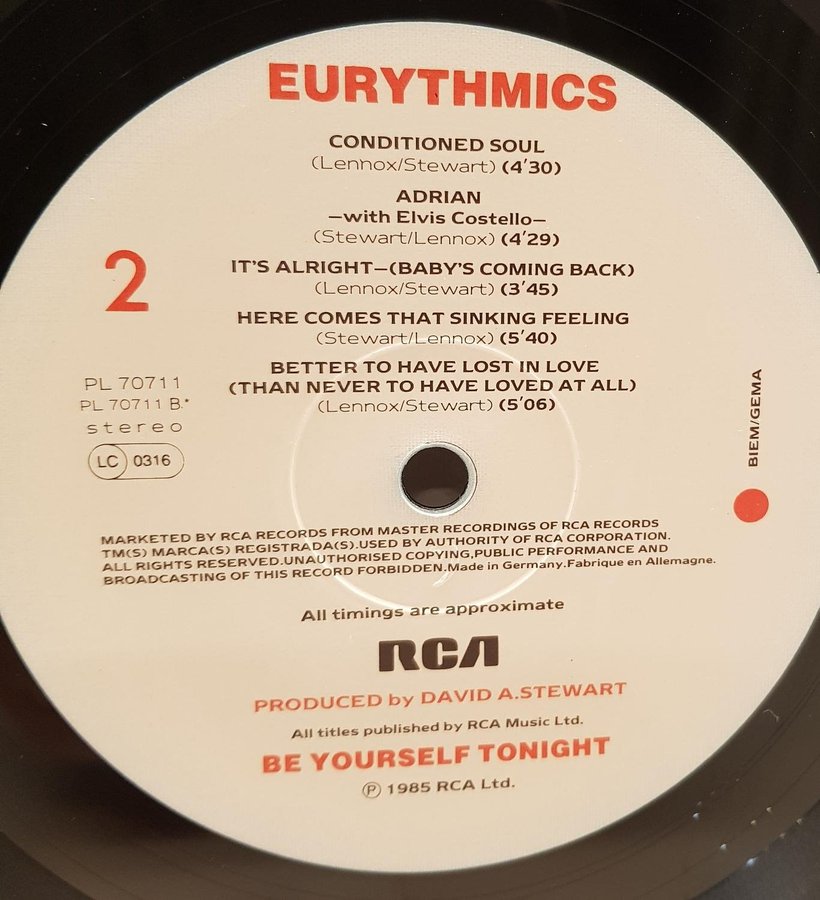 EURYTHMICS
CONDITIONED SOUL
(Lennox/Stewart) (4'30)
ADRIAN
—with Elvis Costello—
(Stewart/Lennox) (4'29)
IT'S ALRIGHT—(BABY'S COMING BACK)
(Lennox/Stewart) (3'45)
HERE COMES THAT SINKING FEELING
(Stewart/Lennox) (5'40)
BETTER TO HAVE LOST IN LOVE
(THAN NEVER TO HAVE LOVED AT ALL)
(Lennox/Stewart) (5'06)
2
PL 70711
PL 70711 B.*
stereo
LC 0316
BIEM/GEMA
MARKETED BY RCA RECORDS FROM MASTER RECORDINGS OF RCA RECORDS
TM(S) MARCA(S) REGISTRADA(S).USED BY AUTHORITY OF RCA CORPORATION.
ALL RIGHTS RESERVED.UNAUTHORISED COPYING,PUBLIC PERFORMANCE AND
BROADCASTING OF THIS RECORD FORBIDDEN.Made in Germany.Fabrique en Allemagne.
All timings are approximate
RCA
PRODUCED by DAVID A.STEWART
All titles published by RCA Music Ltd.
BE YOURSELF TONIGHT
℗ 1985 RCA Ltd.